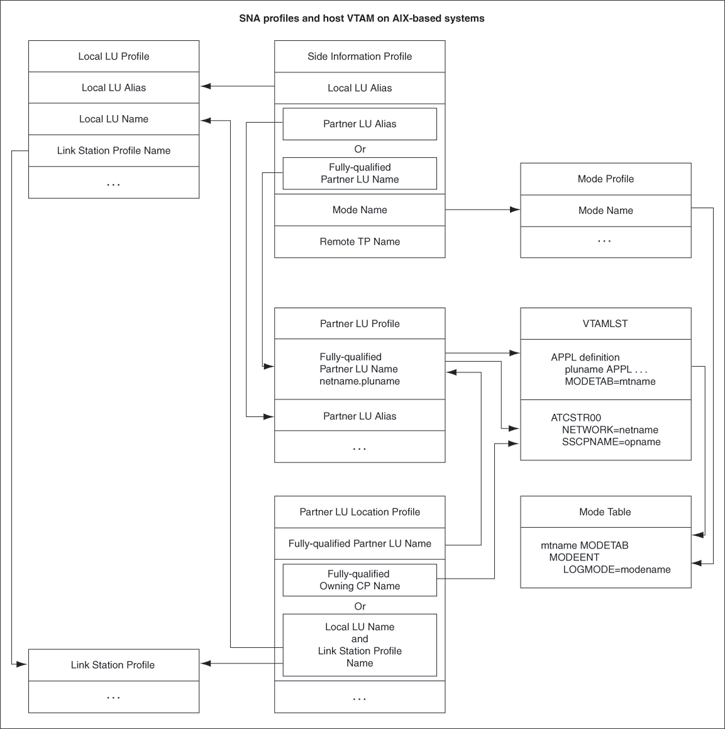 SNA profiles and host VTAM on AIX-based systems
Local LU Profile
Local LU Alias
Local LU Name
Link Station Profile Name
...
Side Information Profile
Local LU Alias
Partner LU Alias
Or
Fully-qualified
Partner LU Name
Mode Name
Remote TP Name
Mode Profile
Mode Name
...
Partner LU Profile
Fully-qualified
Partner LU Name
netname.pluname
Partner LU Alias
...
VTAMLST
APPL definition
pluname APPL . . .
MODETAB=mtname
ATCSTR00
NETWORK=netname
SSCPNAME=opname
Partner LU Location Profile
Fully-qualified Partner LU Name
Fully-qualified
Owning CP Name
Or
Local LU Name
and
Link Station Profile
Name
...
Mode Table
mtname MODETAB
MODEENT
LOGMODE=modename
Link Station Profile
...